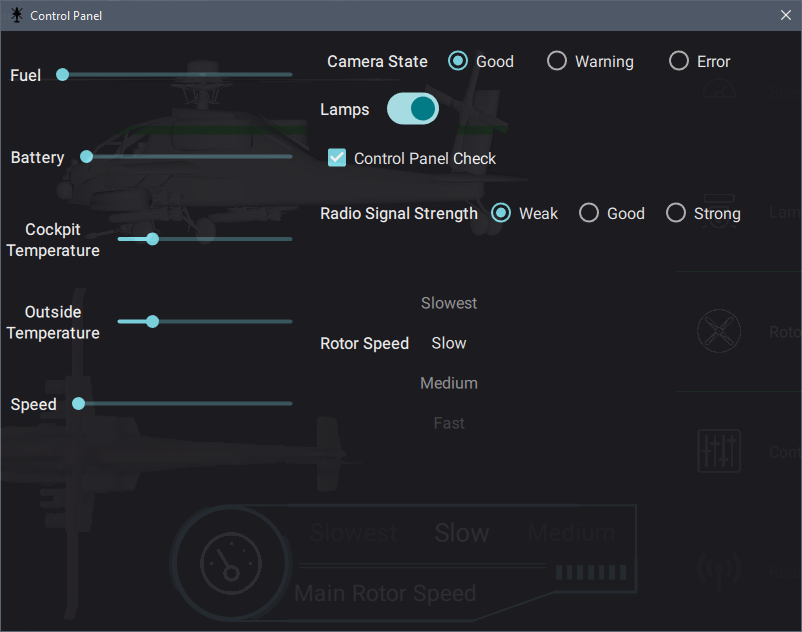 Control Panel
Fuel
Camera State Good Warning Error
Lamps
Battery
Control Panel Check
Radio Signal Strength Weak Good Strong
Cockpit
Temperature
Slowest
Outside
Temperature
Rotor Speed Slow
Medium
Speed
Fast
Slowest Slow Medium
Main Rotor Speed